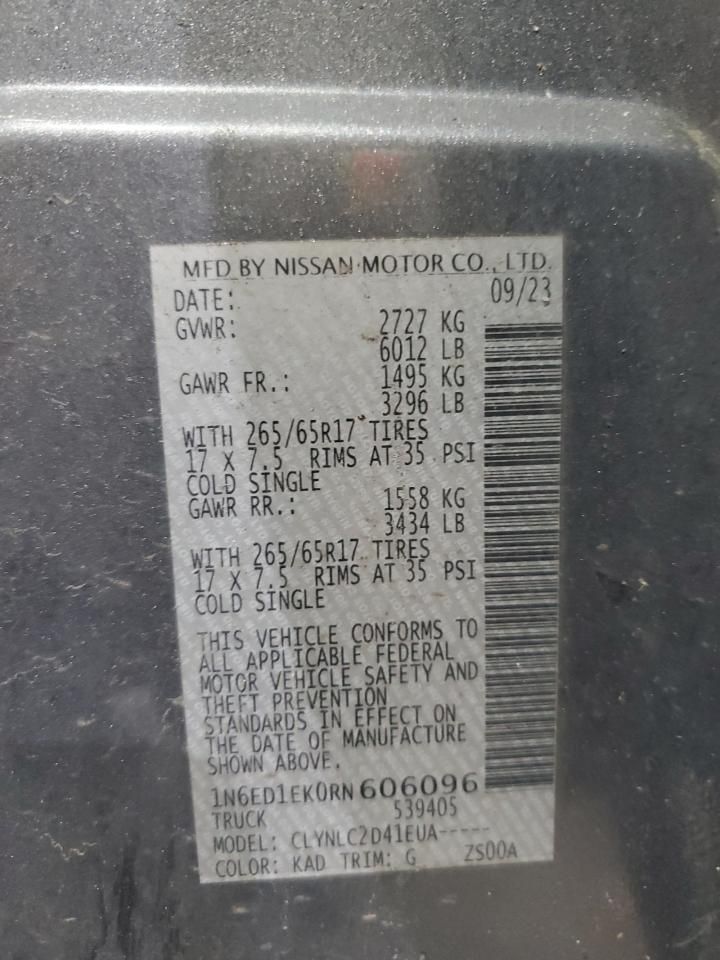 MFD BY NISSAN MOTOR CO., LTD.
DATE: 09/23
GVWR: 2727 KG
6012 LB
GAWR FR.: 1495 KG
3296 LB
WITH 265/65R17 TIRES
17 X 7.5 RIMS AT 35 PSI
COLD SINGLE
GAWR RR.: 1558 KG
3434 LB
WITH 265/65R17 TIRES
17 X 7.5 RIMS AT 35 PSI
COLD SINGLE
THIS VEHICLE CONFORMS TO
ALL APPLICABLE FEDERAL
MOTOR VEHICLE SAFETY AND
THEFT PREVENTION
STANDARDS IN EFFECT ON
THE DATE OF MANUFACTURE
SHOWN ABOVE.
1N6ED1EK0RN606096
TRUCK 539405
MODEL: CLYNLC2D41EUA-----
COLOR: KAD TRIM: G ZS00A